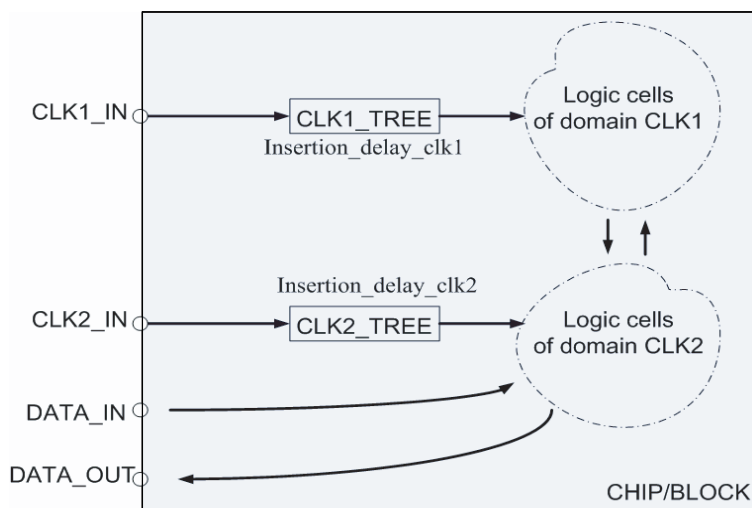 CLK1_IN
CLK1_TREE
Insertion_delay_clk1
Logic cells
of domain CLK1
Insertion_delay_clk2
CLK2_IN
CLK2_TREE
Logic cells
of domain CLK2
DATA_IN
DATA_OUT
CHIP/BLOCK